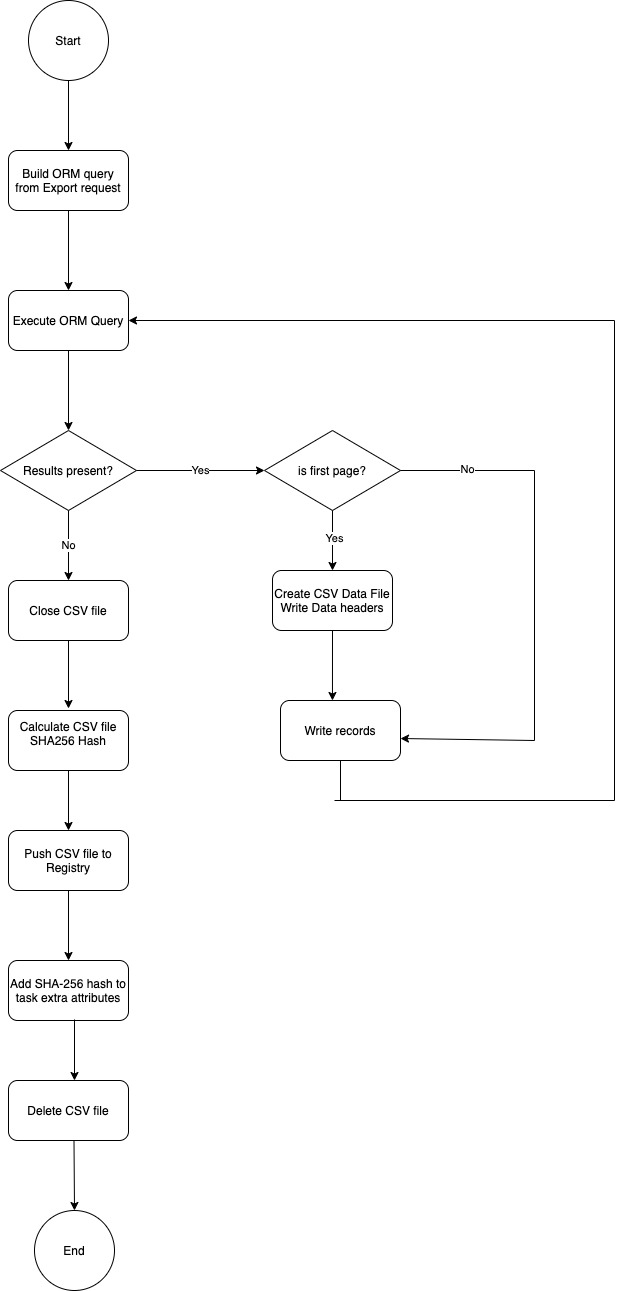 Start
Build ORM query
from Export request
Execute ORM Query
Results present?
Yes
is first page?
No
No
Yes
Close CSV file
Create CSV Data File
Write Data headers
Calculate CSV file
SHA256 Hash
Write records
Push CSV file to
Registry
Add SHA-256 hash to
task extra attributes
Delete CSV file
End